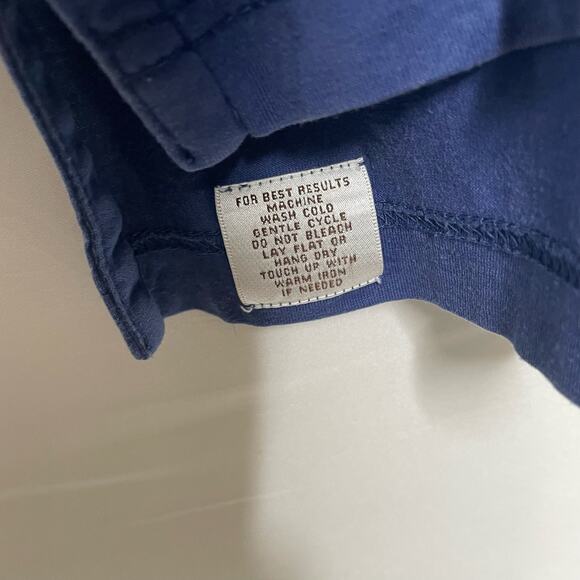 FOR BEST RESULTS
MACHINE
WASH COLD
GENTLE CYCLE
DO NOT BLEACH
LAY FLAT OR
HANG DRY
TOUCH UP WITH
WARM IRON
IF NEEDED